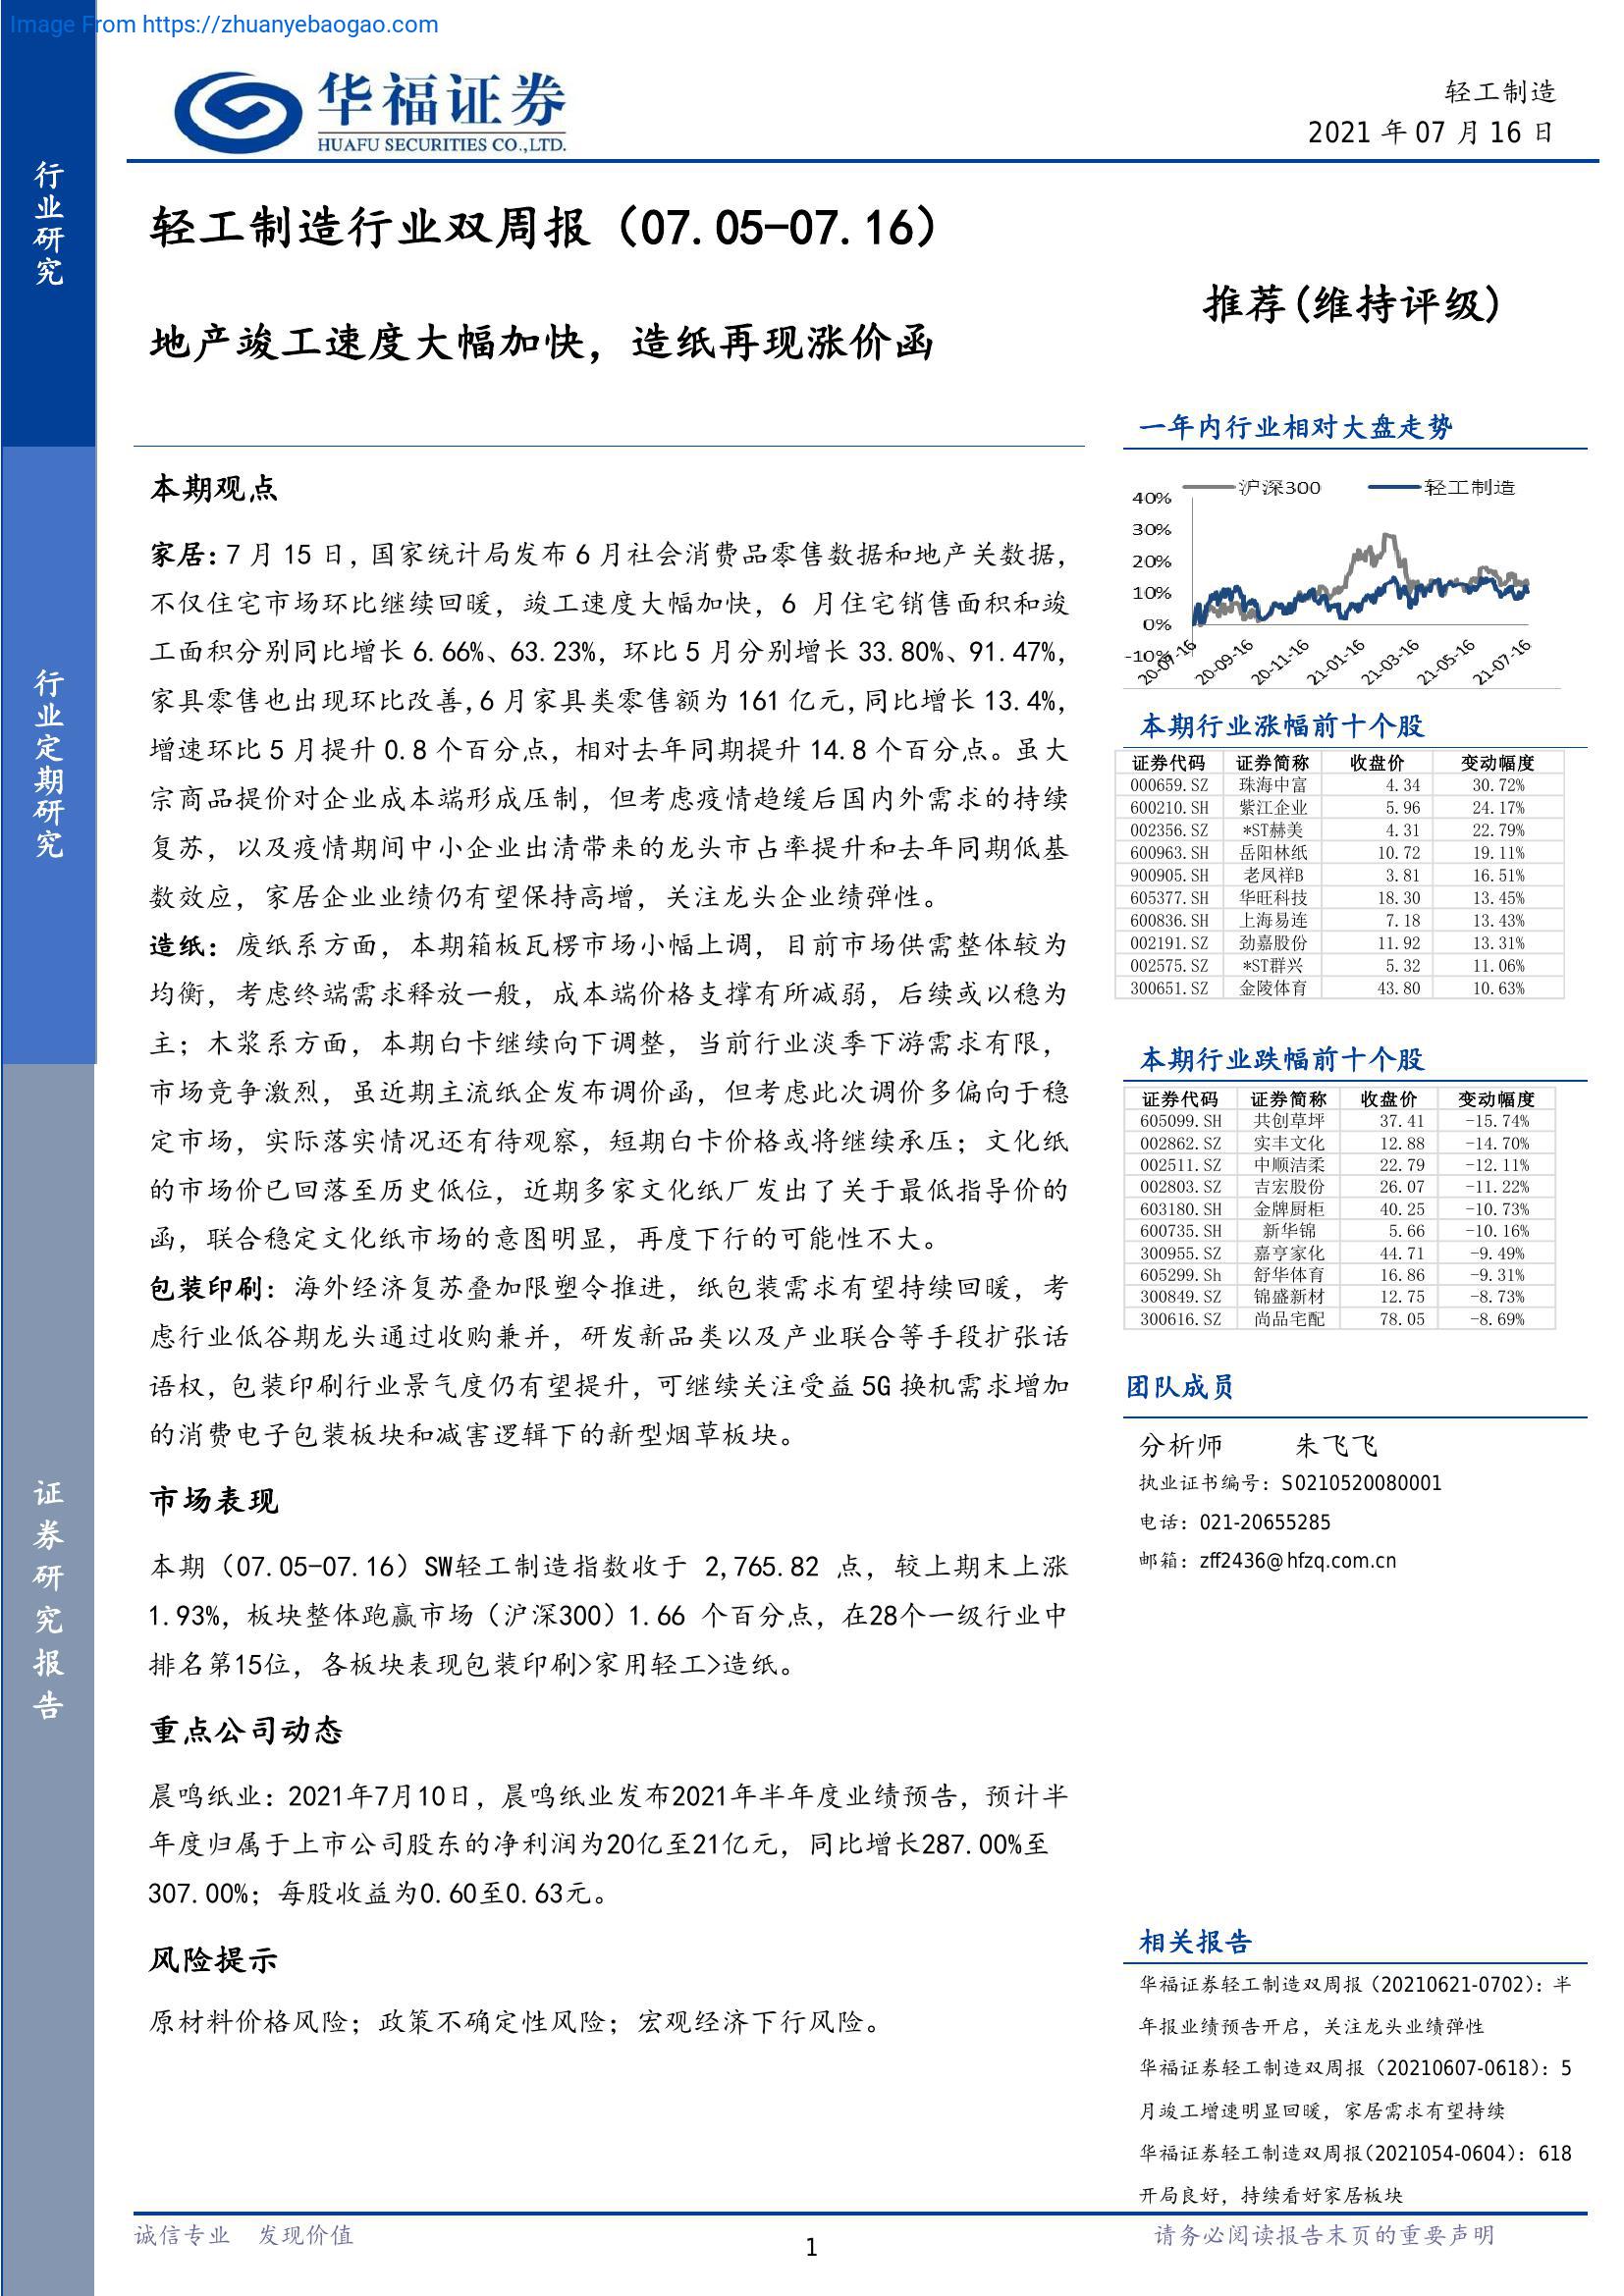 Image From https://zhuanyebaogao.com
华福证券
HUAFU SECURITIES CO.,LTD.
轻工制造
2021 年 07 月 16 日
行业研究
行业定期研究
证券研究报告
轻工制造行业双周报（07.05-07.16）
地产竣工速度大幅加快，造纸再现涨价函
推荐(维持评级)
本期观点
家居：7 月 15 日，国家统计局发布 6 月社会消费品零售数据和地产关数据，
不仅住宅市场环比继续回暖，竣工速度大幅加快，6 月住宅销售面积和竣
工面积分别同比增长 6.66%、63.23%，环比 5 月分别增长 33.80%、91.47%，
家具零售也出现环比改善，6 月家具类零售额为 161 亿元，同比增长 13.4%，
增速环比 5 月提升 0.8 个百分点，相对去年同期提升 14.8 个百分点。虽大
宗商品提价对企业成本端形成压制，但考虑疫情趋缓后国内外需求的持续
复苏，以及疫情期间中小企业出清带来的龙头市占率提升和去年同期低基
数效应，家居企业业绩仍有望保持高增，关注龙头企业绩弹性。
造纸：废纸系方面，本期箱板瓦楞市场小幅上调，目前市场供需整体较为
均衡，考虑终端需求释放一般，成本端价格支撑有所减弱，后续或以稳为
主；木浆系方面，本期白卡继续向下调整，当前行业淡季下游需求有限，
市场竞争激烈，虽近期主流纸企发布调价函，但考虑此次调价多偏向于稳
定市场，实际落实情况还有待观察，短期白卡价格或将继续承压；文化纸
的市场价已回落至历史低位，近期多家文化纸厂发出了关于最低指导价的
函，联合稳定文化纸市场的意图明显，再度下行的可能性不大。
包装印刷：海外经济复苏叠加限塑令推进，纸包装需求有望持续回暖，考
虑行业低谷期龙头通过收购兼并，研发新品类以及产业联合等手段扩张话
语权，包装印刷行业景气度仍有望提升，可继续关注受益 5G 换机需求增加
的消费电子包装板块和减害逻辑下的新型烟草板块。
市场表现
本期（07.05-07.16）SW轻工制造指数收于 2,765.82 点，较上期末上涨
1.93%，板块整体跑赢市场（沪深300）1.66 个百分点，在28个一级行业中
排名第15位，各板块表现包装印刷>家用轻工>造纸。
重点公司动态
晨鸣纸业：2021年7月10日，晨鸣纸业发布2021年半年度业绩预告，预计半
年度归属于上市公司股东的净利润为20亿至21亿元，同比增长287.00%至
307.00%；每股收益为0.60至0.63元。
风险提示
原材料价格风险；政策不确定性风险；宏观经济下行风险。
一年内行业相对大盘走势
沪深300 轻工制造
40%
30%
20%
10%
0%
-10%
20-07-16 20-09-16 20-11-16 21-01-16 21-03-16 21-05-16 21-07-16
本期行业涨幅前十个股
证券代码 证券简称 收盘价 变动幅度
000659.SZ 珠海中富 4.34 30.72%
600210.SH 紫江企业 5.96 24.17%
002356.SZ *ST赫美 4.31 22.79%
600963.SH 岳阳林纸 10.72 19.11%
900905.SH 老凤祥B 3.81 16.51%
605377.SH 华旺科技 18.30 13.45%
600836.SH 上海易连 7.18 13.43%
002191.SZ 劲嘉股份 11.92 13.31%
002575.SZ *ST群兴 5.32 11.06%
300651.SZ 金陵体育 43.80 10.63%
本期行业跌幅前十个股
证券代码 证券简称 收盘价 变动幅度
605099.SH 共创草坪 37.41 -15.74%
002862.SZ 实丰文化 12.88 -14.70%
002511.SZ 中顺洁柔 22.79 -12.11%
002803.SZ 吉宏股份 26.07 -11.22%
603180.SH 金牌厨柜 40.25 -10.73%
600735.SH 新华锦 5.66 -10.16%
300955.SZ 嘉亨家化 44.71 -9.49%
605299.Sh 舒华体育 16.86 -9.31%
300849.SZ 锦盛新材 12.75 -8.73%
300616.SZ 尚品宅配 78.05 -8.69%
团队成员
分析师 朱飞飞
执业证书编号：S0210520080001
电话：021-20655285
邮箱：zff2436@hfzq.com.cn
相关报告
华福证券轻工制造双周报（20210621-0702）：半
年报业绩预告开启，关注龙头业绩弹性
华福证券轻工制造双周报（20210607-0618）：5
月竣工增速明显回暖，家居需求有望持续
华福证券轻工制造双周报(2021054-0604)：618
开局良好，持续看好家居板块
诚信专业 发现价值
1
请务必阅读报告末页的重要声明